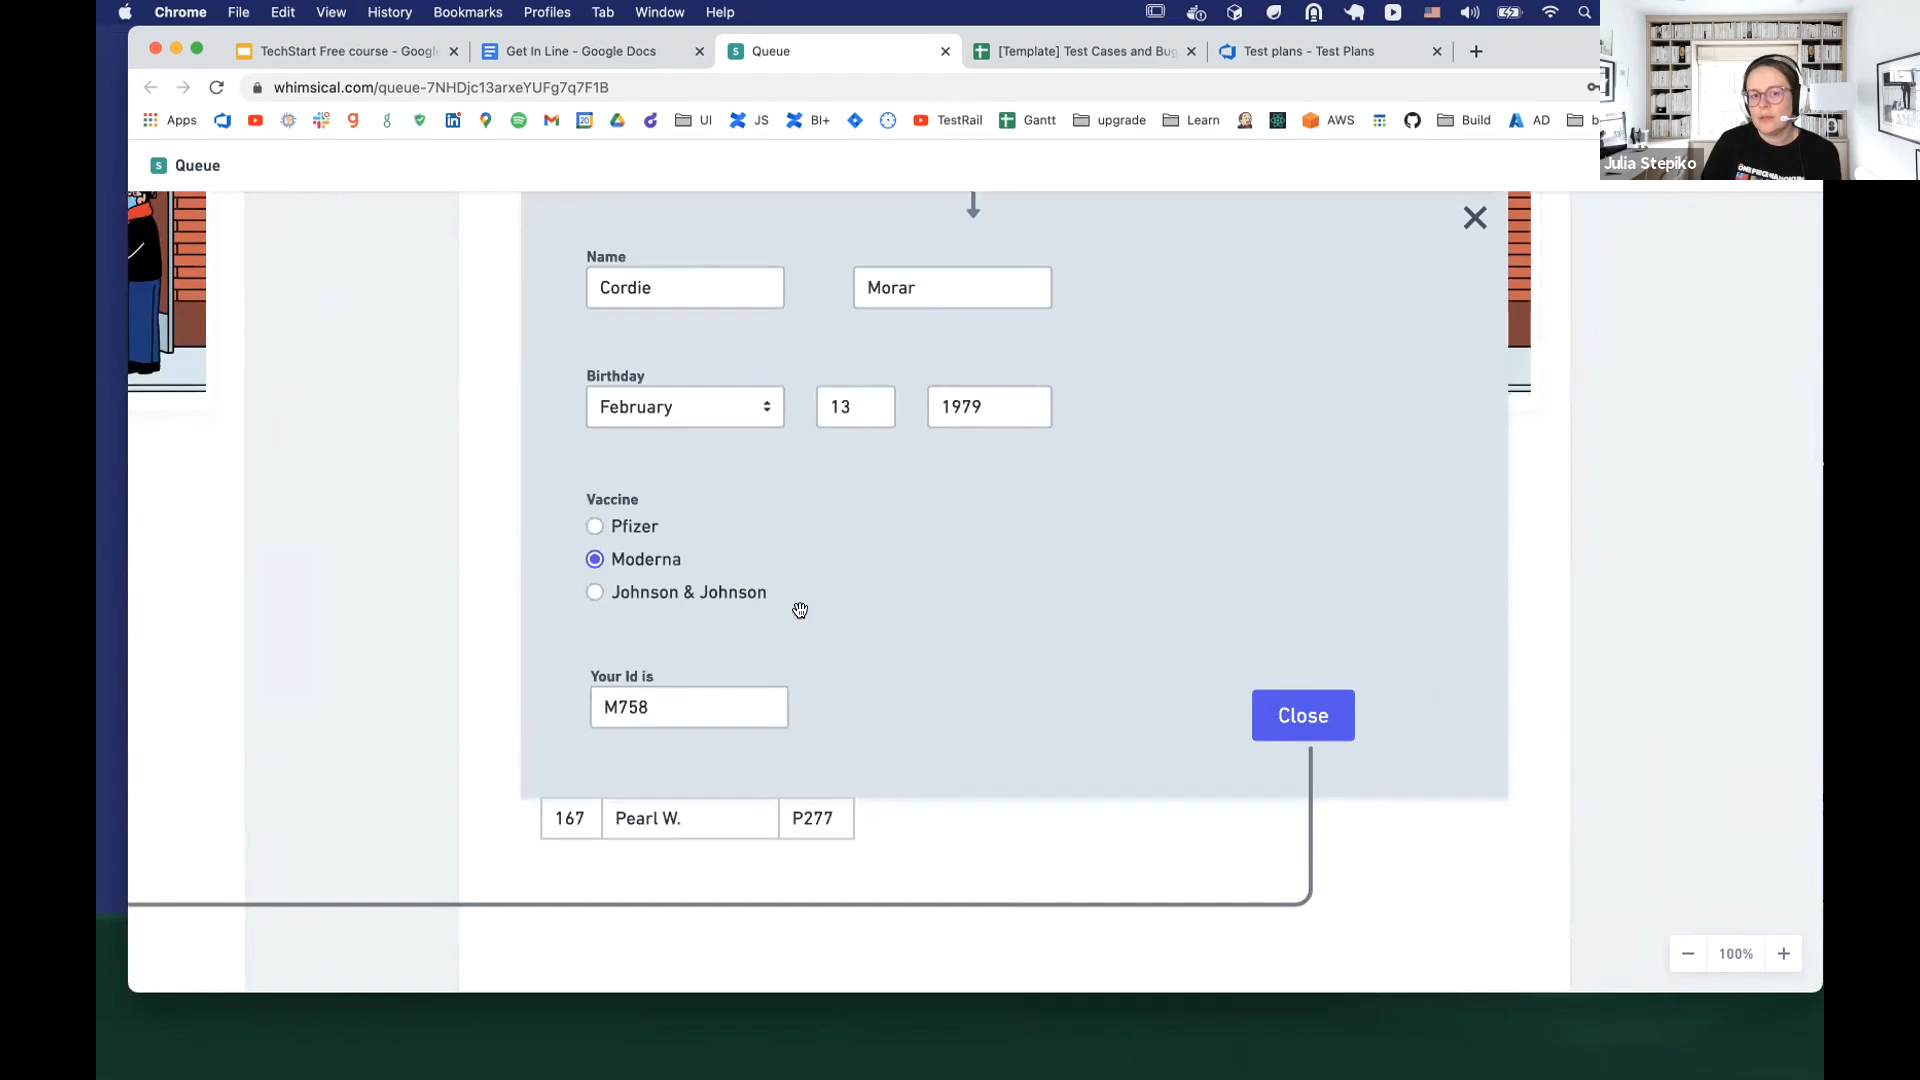 Chrome File Edit View History Bookmarks Profiles Tab Window Help
TechStart Free course - Google
Get In Line - Google Docs
Queue
[Template] Test Cases and Bug
Test plans - Test Plans
whimsical.com/queue-7NHDjc13arxeYUFg7q7F1B
Apps
UI
JS
BI+
TestRail
Gantt
upgrade
Learn
AWS
Build
AD
Julia Stepiko
Queue
Name
Cordie
Morar
Birthday
February
13
1979
Vaccine
Pfizer
Moderna
Johnson & Johnson
Your Id is
M758
Close
167 Pearl W. P277
100%